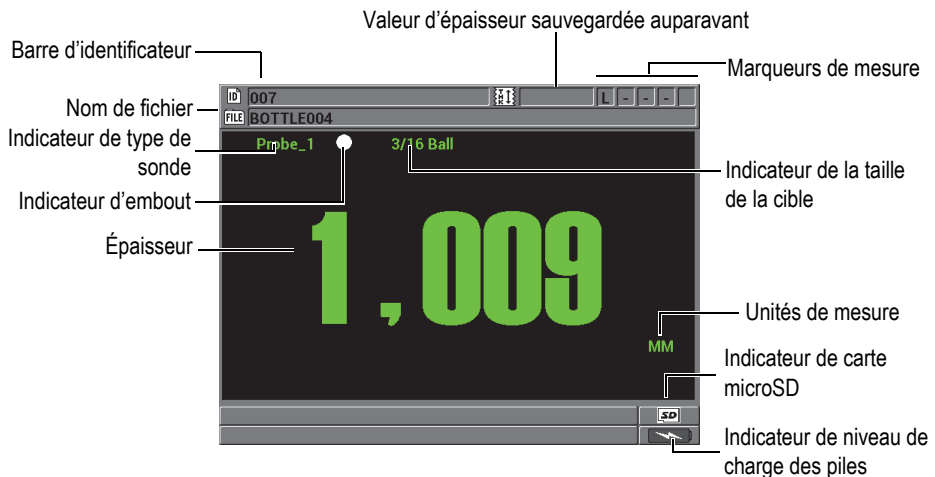 Valeur d'épaisseur sauvegardée auparavant
Barre d'identificateur
Marqueurs de mesure
ID 007 L - - -
Nom de fichier
FILE BOTTLE004
Indicateur de type de
sonde
Probe_1 3/16 Ball
Indicateur de la taille
de la cible
Indicateur d'embout
Épaisseur
1,009
Unités de mesure
MM
Indicateur de carte
microSD
SD
Indicateur de niveau de
charge des piles